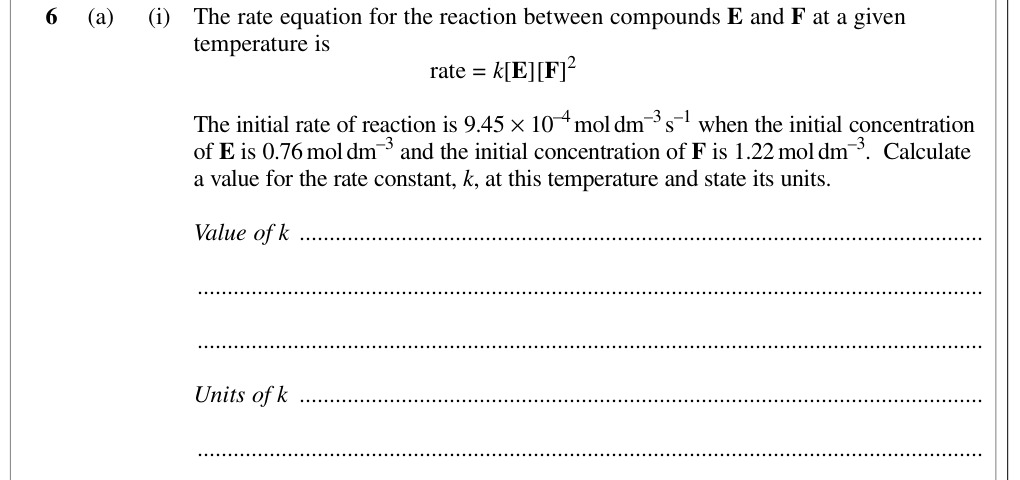 6 (a) (i) The rate equation for the reaction between compounds E and F at a given
temperature is
rate = k[E][F]²
The initial rate of reaction is 9.45 × 10⁻⁴ mol dm⁻³ s⁻¹ when the initial concentration
of E is 0.76 mol dm⁻³ and the initial concentration of F is 1.22 mol dm⁻³. Calculate
a value for the rate constant, k, at this temperature and state its units.
Value of k ....................................................................................
....................................................................................
....................................................................................
Units of k ....................................................................................
....................................................................................